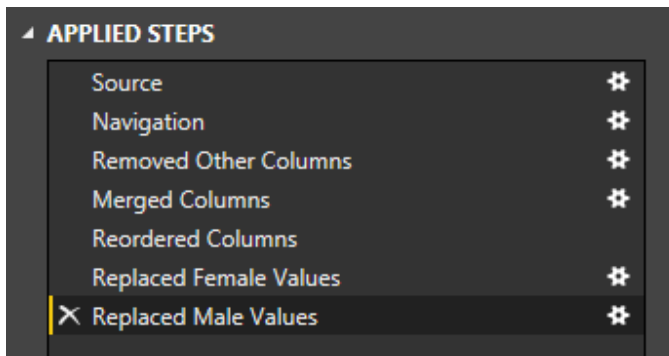 APPLIED STEPS
Source
Navigation
Removed Other Columns
Merged Columns
Reordered Columns
Replaced Female Values
Replaced Male Values